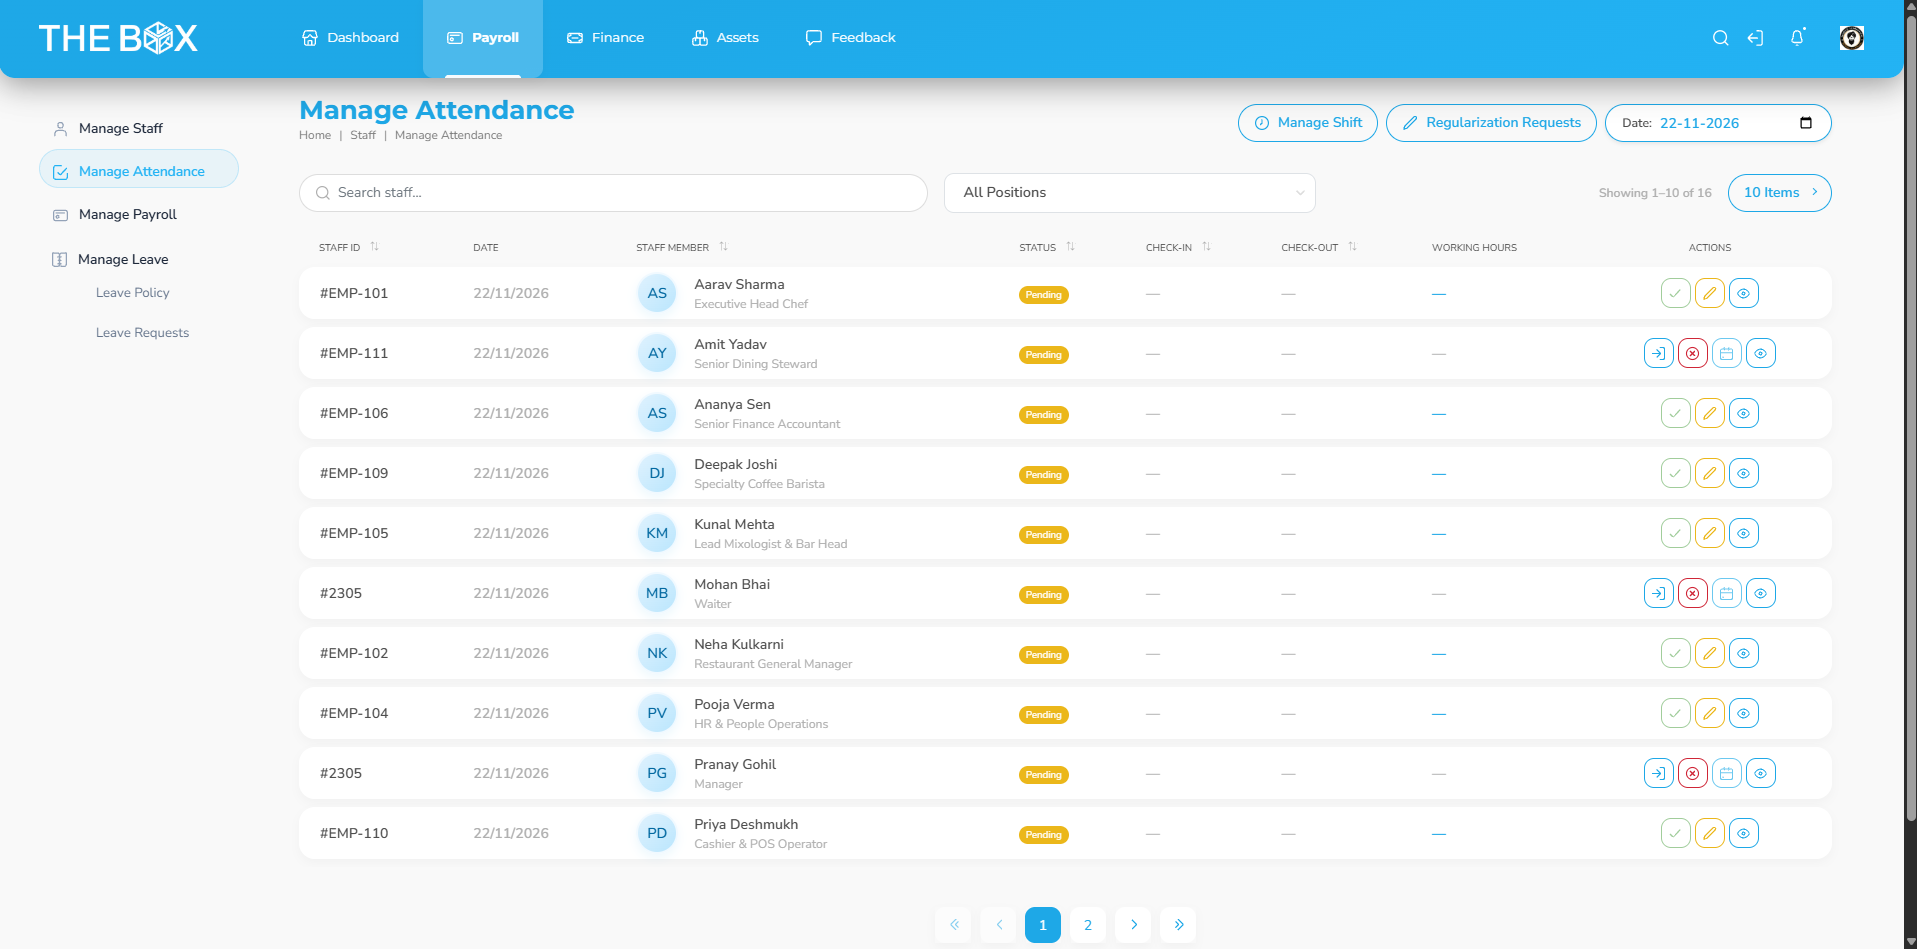 THE BOX
Dashboard
Payroll
Finance
Assets
Feedback
Manage Staff
Manage Attendance
Manage Payroll
Manage Leave
Leave Policy
Leave Requests
Manage Attendance
Home | Staff | Manage Attendance
Manage Shift
Regularization Requests
Date: 22-11-2026
Search staff...
All Positions
Showing 1–10 of 16
10 Items
STAFF ID DATE STAFF MEMBER STATUS CHECK-IN CHECK-OUT WORKING HOURS ACTIONS
#EMP-101 22/11/2026 AS Aarav Sharma Pending — — —
Executive Head Chef
#EMP-111 22/11/2026 AY Amit Yadav Pending — — —
Senior Dining Steward
#EMP-106 22/11/2026 AS Ananya Sen Pending — — —
Senior Finance Accountant
#EMP-109 22/11/2026 DJ Deepak Joshi Pending — — —
Specialty Coffee Barista
#EMP-105 22/11/2026 KM Kunal Mehta Pending — — —
Lead Mixologist & Bar Head
#2305 22/11/2026 MB Mohan Bhai Pending — — —
Waiter
#EMP-102 22/11/2026 NK Neha Kulkarni Pending — — —
Restaurant General Manager
#EMP-104 22/11/2026 PV Pooja Verma Pending — — —
HR & People Operations
#2305 22/11/2026 PG Pranay Gohil Pending — — —
Manager
#EMP-110 22/11/2026 PD Priya Deshmukh Pending — — —
Cashier & POS Operator
« ‹ 1 2 › »